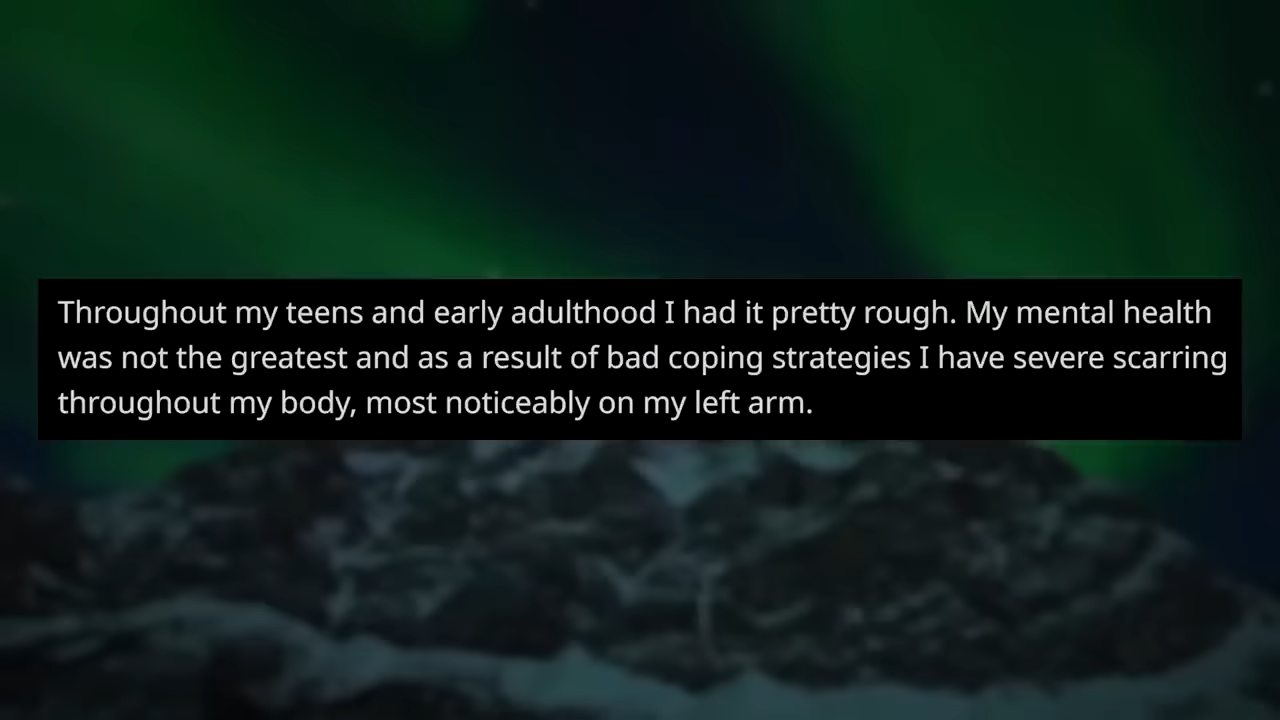 Throughout my teens and early adulthood I had it pretty rough. My mental health
was not the greatest and as a result of bad coping strategies I have severe scarring
throughout my body, most noticeably on my left arm.